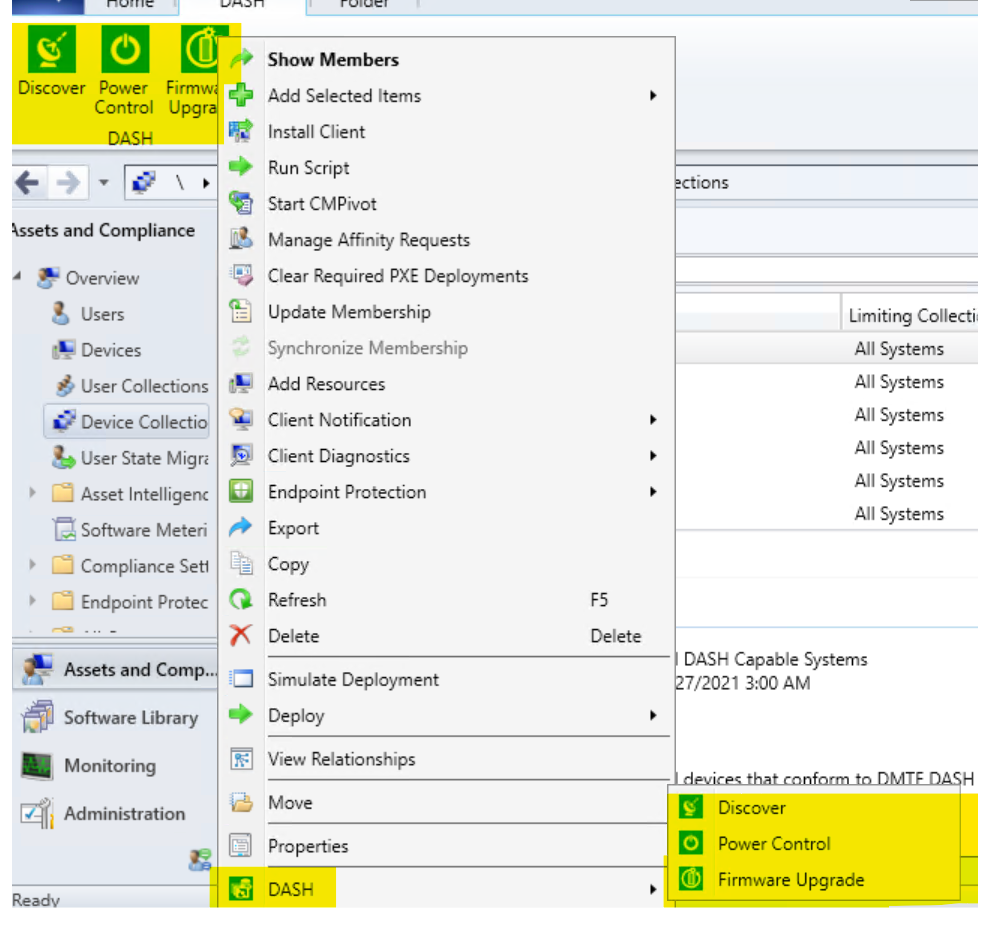 Home DASH Folder
Discover Power Control Firmwa Upgra
DASH
\
ections
Assets and Compliance
Overview
Users
Devices
User Collections
Device Collectio
User State Migra
Asset Intelligenc
Software Meteri
Compliance Sett
Endpoint Protec
Assets and Comp...
Software Library
Monitoring
Administration
Ready
Show Members
Add Selected Items
Install Client
Run Script
Start CMPivot
Manage Affinity Requests
Clear Required PXE Deployments
Update Membership
Synchronize Membership
Add Resources
Client Notification
Client Diagnostics
Endpoint Protection
Export
Copy
Refresh F5
Delete Delete
Simulate Deployment
Deploy
View Relationships
Move
Properties
DASH
Limiting Collecti
All Systems
All Systems
All Systems
All Systems
All Systems
All Systems
l DASH Capable Systems
27/2021 3:00 AM
l devices that conform to DMTF DASH
Discover
Power Control
Firmware Upgrade